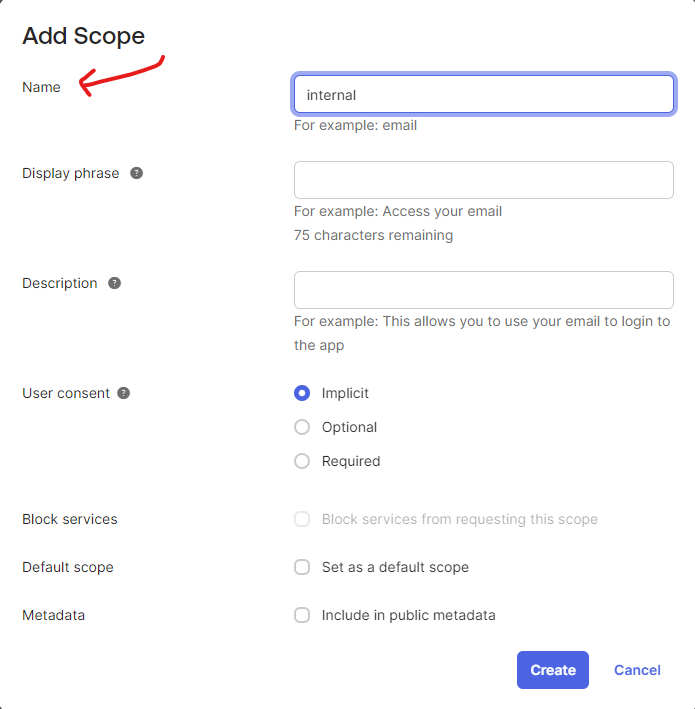 Add Scope
Name
internal
For example: email
Display phrase ?
For example: Access your email
75 characters remaining
Description ?
For example: This allows you to use your email to login to
the app
User consent ?
Implicit
Optional
Required
Block services
Block services from requesting this scope
Default scope
Set as a default scope
Metadata
Include in public metadata
Create Cancel